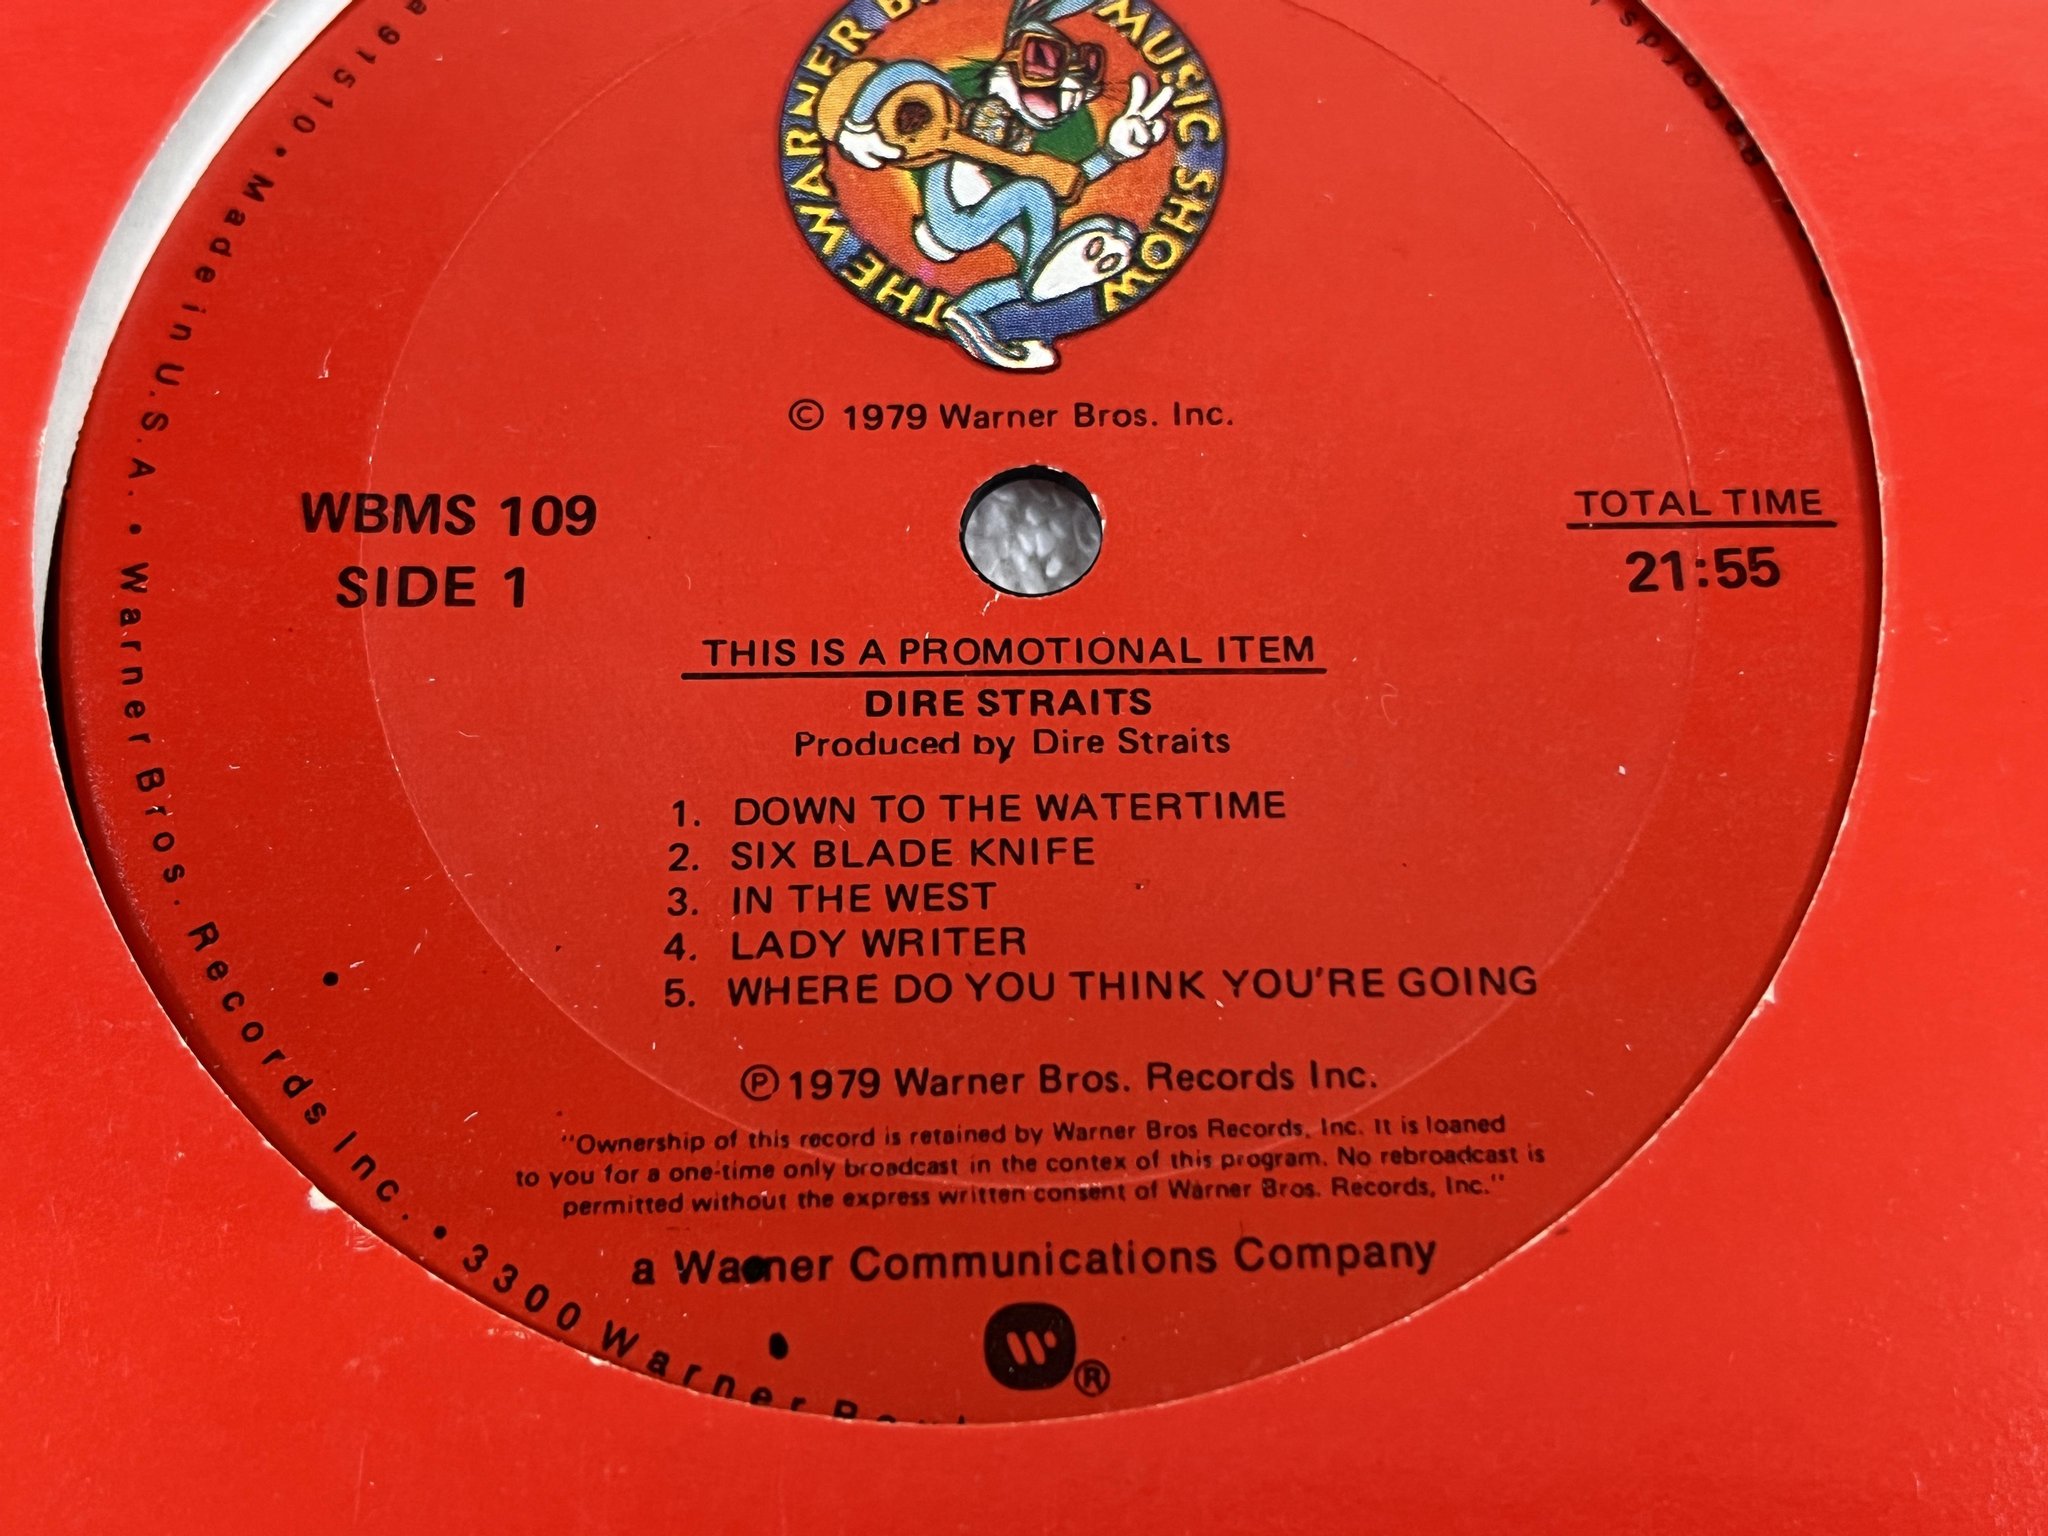 THE WARNER B MUSIC SHOW
© 1979 Warner Bros. Inc.
WBMS 109
SIDE 1
TOTAL TIME
21:55
THIS IS A PROMOTIONAL ITEM
DIRE STRAITS
Produced by Dire Straits
1. DOWN TO THE WATERTIME
2. SIX BLADE KNIFE
3. IN THE WEST
4. LADY WRITER
5. WHERE DO YOU THINK YOU'RE GOING
℗ 1979 Warner Bros. Records Inc.
"Ownership of this record is retained by Warner Bros Records, Inc. It is loaned
to you for a one-time only broadcast in the contex of this program. No rebroadcast is
permitted without the express written consent of Warner Bros. Records, Inc."
a Warner Communications Company
W ®
91510 • Made in U.S.A. • Warner Bros. Records Inc. • 3300 Warner
Records